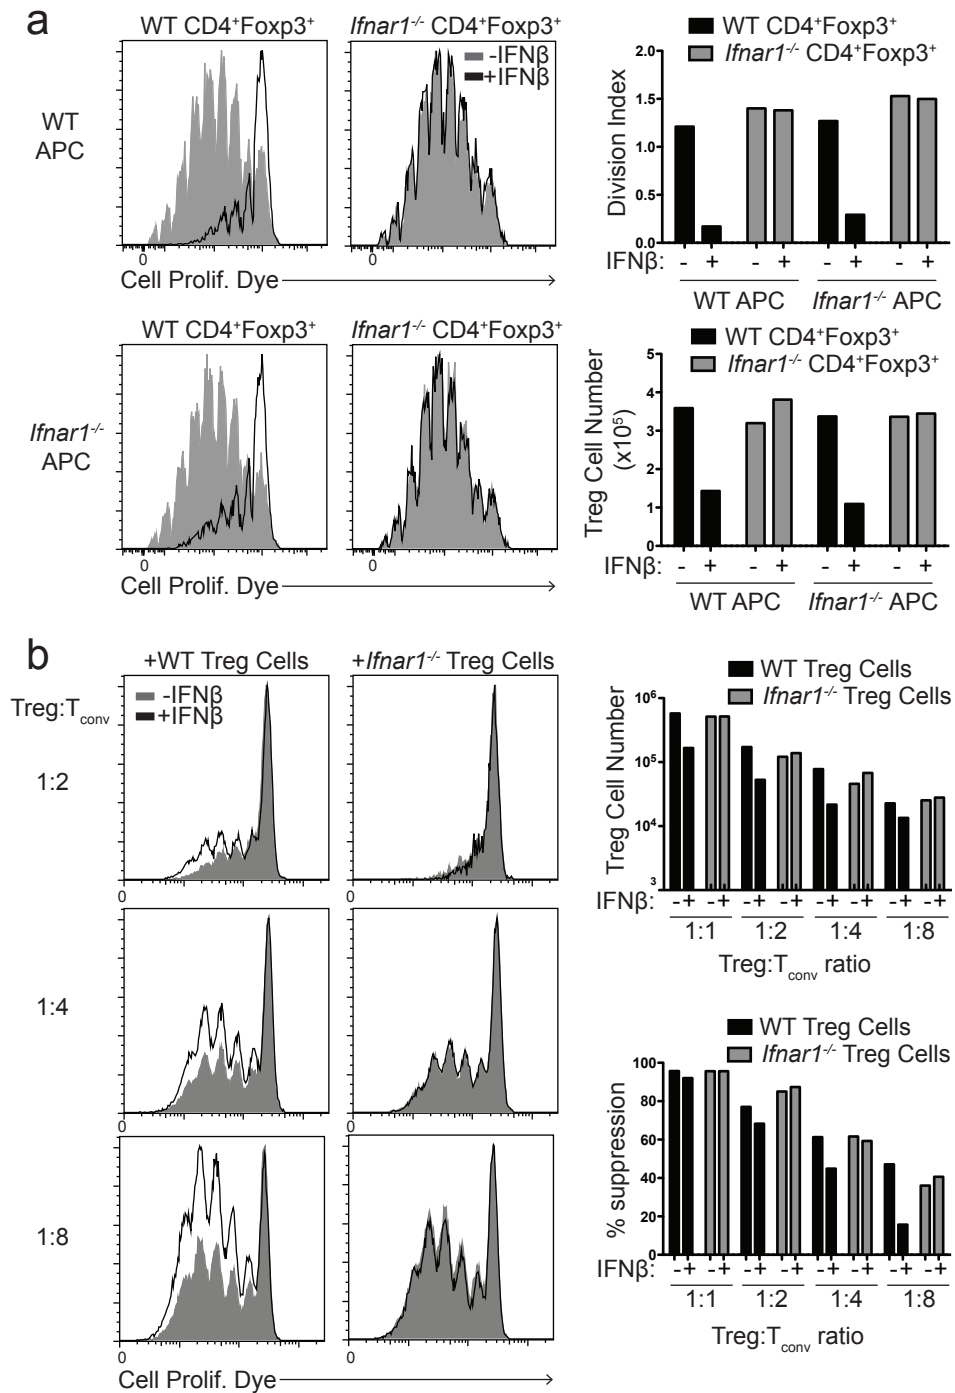 a
WT CD4⁺Foxp3⁺
Ifnar1⁻/⁻ CD4⁺Foxp3⁺
-IFNβ
+IFNβ
WT
APC
0
0
Cell Prolif. Dye
WT CD4⁺Foxp3⁺
Ifnar1⁻/⁻ CD4⁺Foxp3⁺
Ifnar1⁻/⁻
APC
0
0
Cell Prolif. Dye
WT CD4⁺Foxp3⁺
Ifnar1⁻/⁻ CD4⁺Foxp3⁺
Division Index
2.0
1.5
1.0
0.5
0.0
IFNβ: - + - + - + - +
WT APC
Ifnar1⁻/⁻ APC
WT CD4⁺Foxp3⁺
Ifnar1⁻/⁻ CD4⁺Foxp3⁺
Treg Cell Number
(x10⁵)
5
4
3
2
1
0
IFNβ: - + - + - + - +
WT APC
Ifnar1⁻/⁻ APC
b
+WT Treg Cells
+Ifnar1⁻/⁻ Treg Cells
-IFNβ
+IFNβ
Treg:Tconv
1:2
0
0
1:4
0
0
1:8
0
0
Cell Prolif. Dye
WT Treg Cells
Ifnar1⁻/⁻ Treg Cells
Treg Cell Number
10⁶
10⁵
10⁴
3
IFNβ: -+ -+ -+ -+ -+ -+ -+ -+
1:1 1:2 1:4 1:8
Treg:Tconv ratio
WT Treg Cells
Ifnar1⁻/⁻ Treg Cells
% suppression
100
80
60
40
20
0
IFNβ: -+ -+ -+ -+ -+ -+ -+ -+
1:1 1:2 1:4 1:8
Treg:Tconv ratio